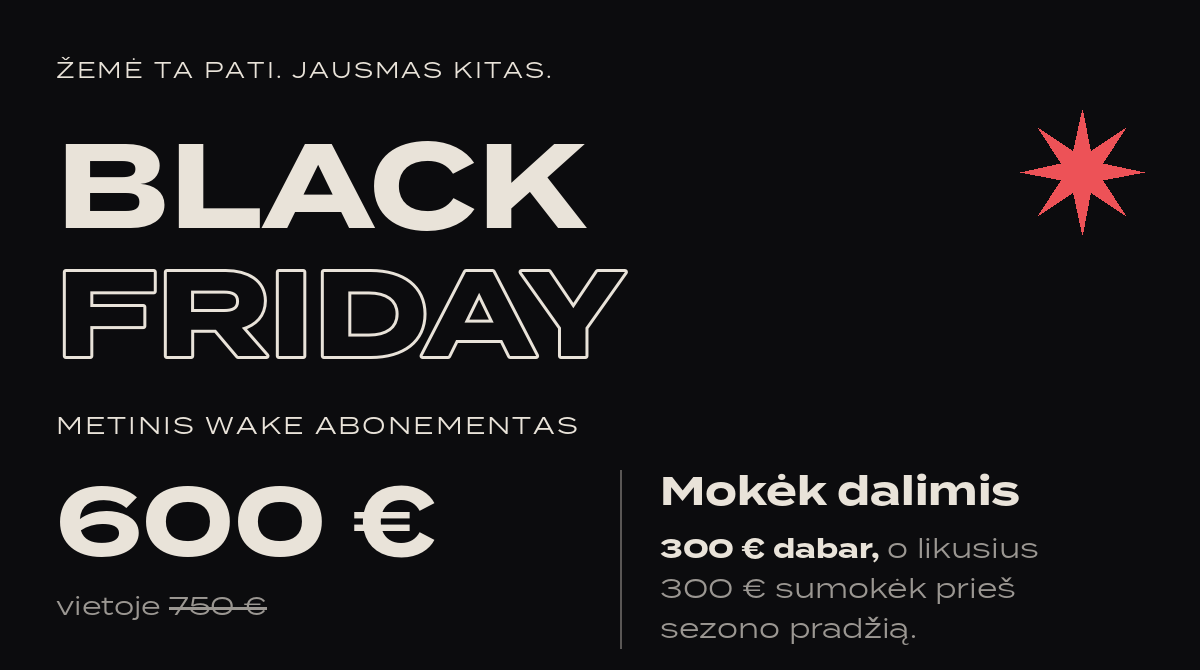 ŽEMĖ TA PATI. JAUSMAS KITAS.
BLACK
FRIDAY
METINIS WAKE ABONEMENTAS
600 €
vietoje 750 €
Mokėk dalimis
300 € dabar, o likusius
300 € sumokėk prieš
sezono pradžią.